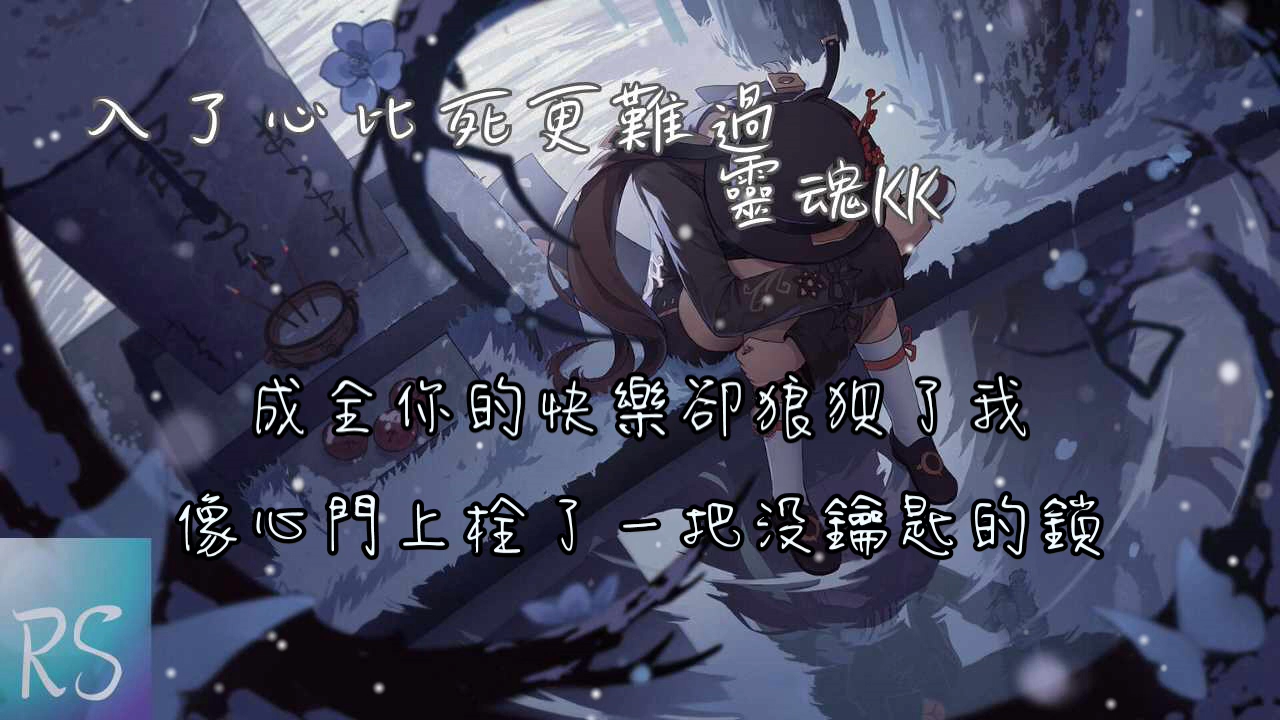 入了心比死更難過
靈魂KK
成全你的快樂卻狼狽了我
像心門上栓了一把没鑰匙的鎖
RS